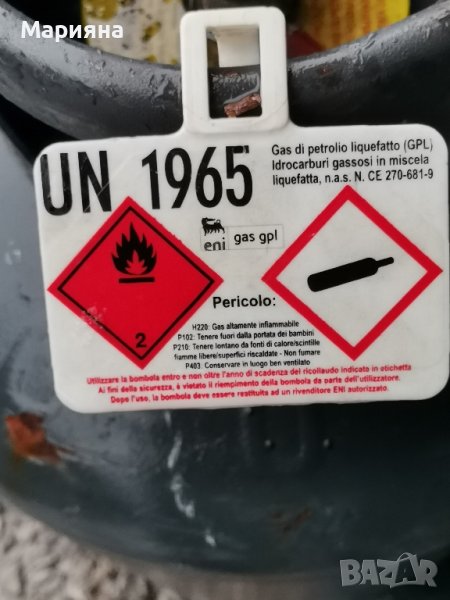 Марияна
UN 1965
Gas di petrolio liquefatto (GPL)
Idrocarburi gassosi in miscela
liquefatta, n.a.s. N. CE 270-681-9
eni gas gpl
2
Pericolo:
H220: Gas altamente infiammabile
P102: Tenere fuori dalla portata dei bambini
P210: Tenere lontano da fonti di calore/scintille
fiamme libere/superfici riscaldate - Non fumare
P403: Conservare in luogo ben ventilato
Utilizzare la bombola entro e non oltre l'anno di scadenza del ricollaudo indicata in etichetta
Ai fini della sicurezza, è vietato il riempimento della bombola da parte dell'utilizzatore.
Dopo l'uso, la bombola deve essere restituita ad un rivenditore ENI autorizzato.
BAZAR